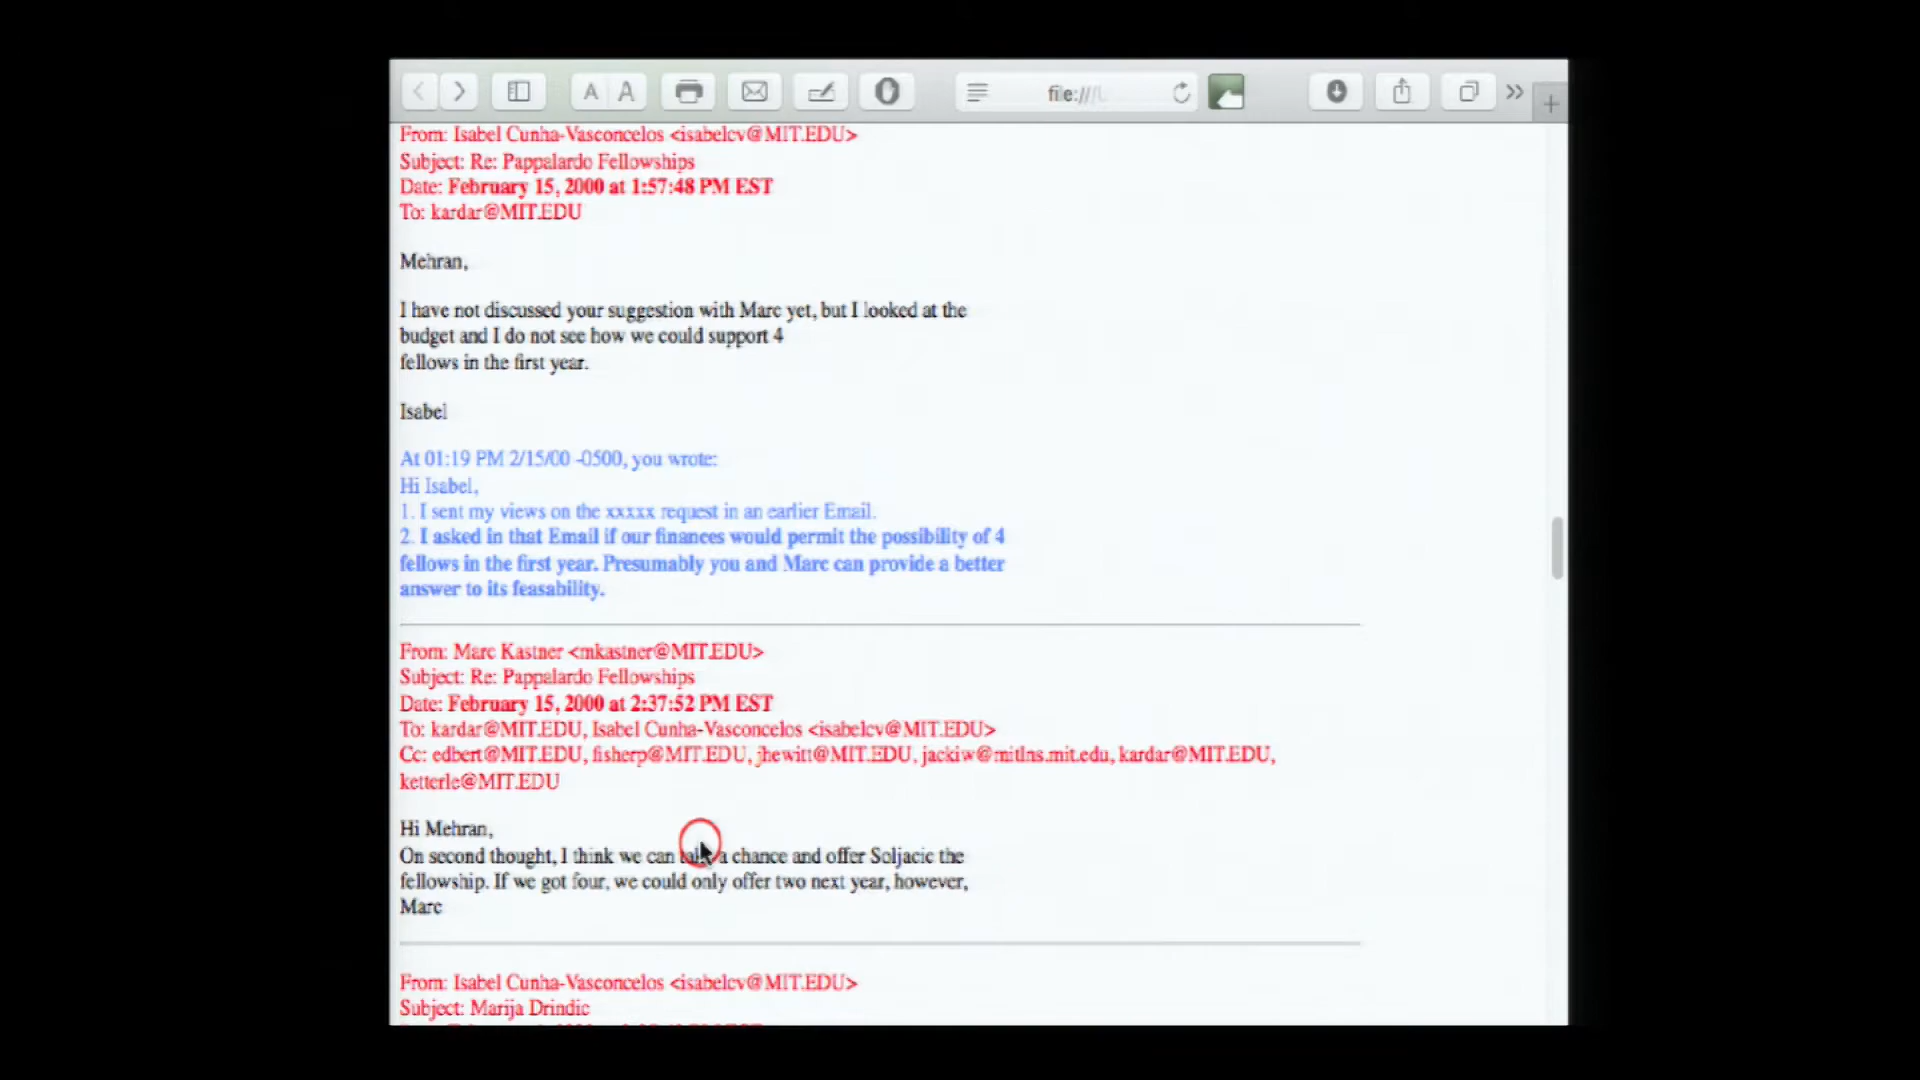 A A
file:///
From: Isabel Cunha-Vasconcelos <isabelcv@MIT.EDU>
Subject: Re: Pappalardo Fellowships
Date: February 15, 2000 at 1:57:48 PM EST
To: kardar@MIT.EDU
Mehran,
I have not discussed your suggestion with Marc yet, but I looked at the
budget and I do not see how we could support 4
fellows in the first year.
Isabel
At 01:19 PM 2/15/00 -0500, you wrote:
Hi Isabel,
1. I sent my views on the xxxxx request in an earlier Email.
2. I asked in that Email if our finances would permit the possibility of 4
fellows in the first year. Presumably you and Marc can provide a better
answer to its feasability.
From: Marc Kastner <mkastner@MIT.EDU>
Subject: Re: Pappalardo Fellowships
Date: February 15, 2000 at 2:37:52 PM EST
To: kardar@MIT.EDU, Isabel Cunha-Vasconcelos <isabelcv@MIT.EDU>
Cc: edbert@MIT.EDU, fisherp@MIT.EDU, jhewitt@MIT.EDU, jackiw@mitlns.mit.edu, kardar@MIT.EDU,
ketterle@MIT.EDU
Hi Mehran,
On second thought, I think we can take a chance and offer Soljacic the
fellowship. If we got four, we could only offer two next year, however,
Marc
From: Isabel Cunha-Vasconcelos <isabelcv@MIT.EDU>
Subject: Marija Drindic